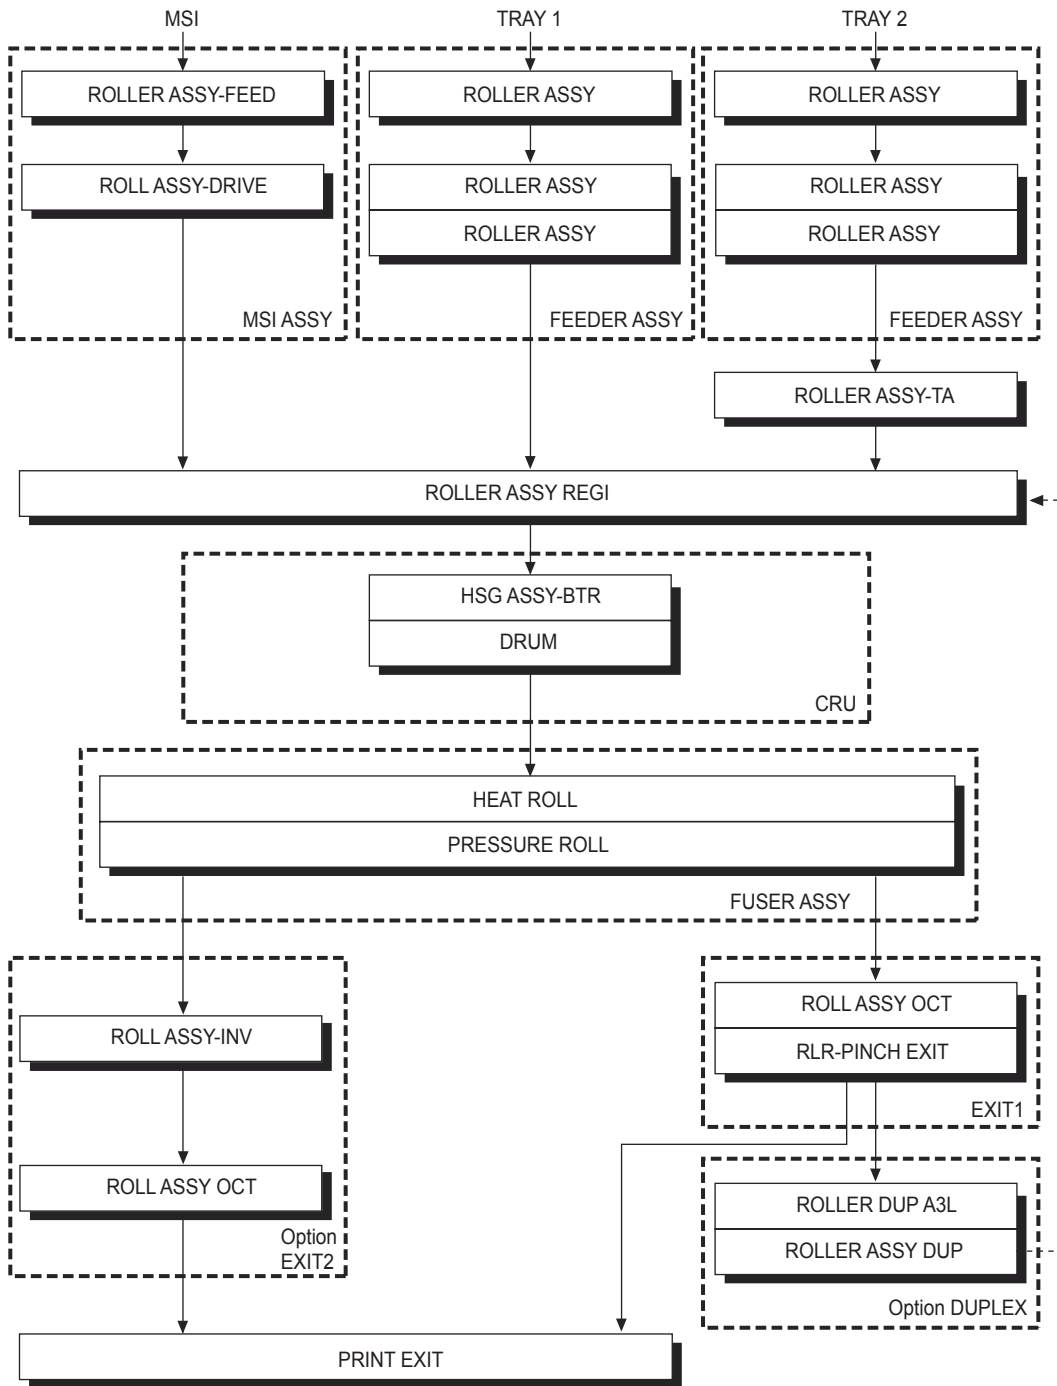 MSI
TRAY 1
TRAY 2
ROLLER ASSY-FEED
ROLLER ASSY
ROLLER ASSY
ROLL ASSY-DRIVE
ROLLER ASSY
ROLLER ASSY
ROLLER ASSY
ROLLER ASSY
MSI ASSY
FEEDER ASSY
FEEDER ASSY
ROLLER ASSY-TA
ROLLER ASSY REGI
HSG ASSY-BTR
DRUM
CRU
HEAT ROLL
PRESSURE ROLL
FUSER ASSY
ROLL ASSY-INV
ROLL ASSY OCT
Option
EXIT2
ROLL ASSY OCT
RLR-PINCH EXIT
EXIT1
ROLLER DUP A3L
ROLLER ASSY DUP
Option DUPLEX
PRINT EXIT